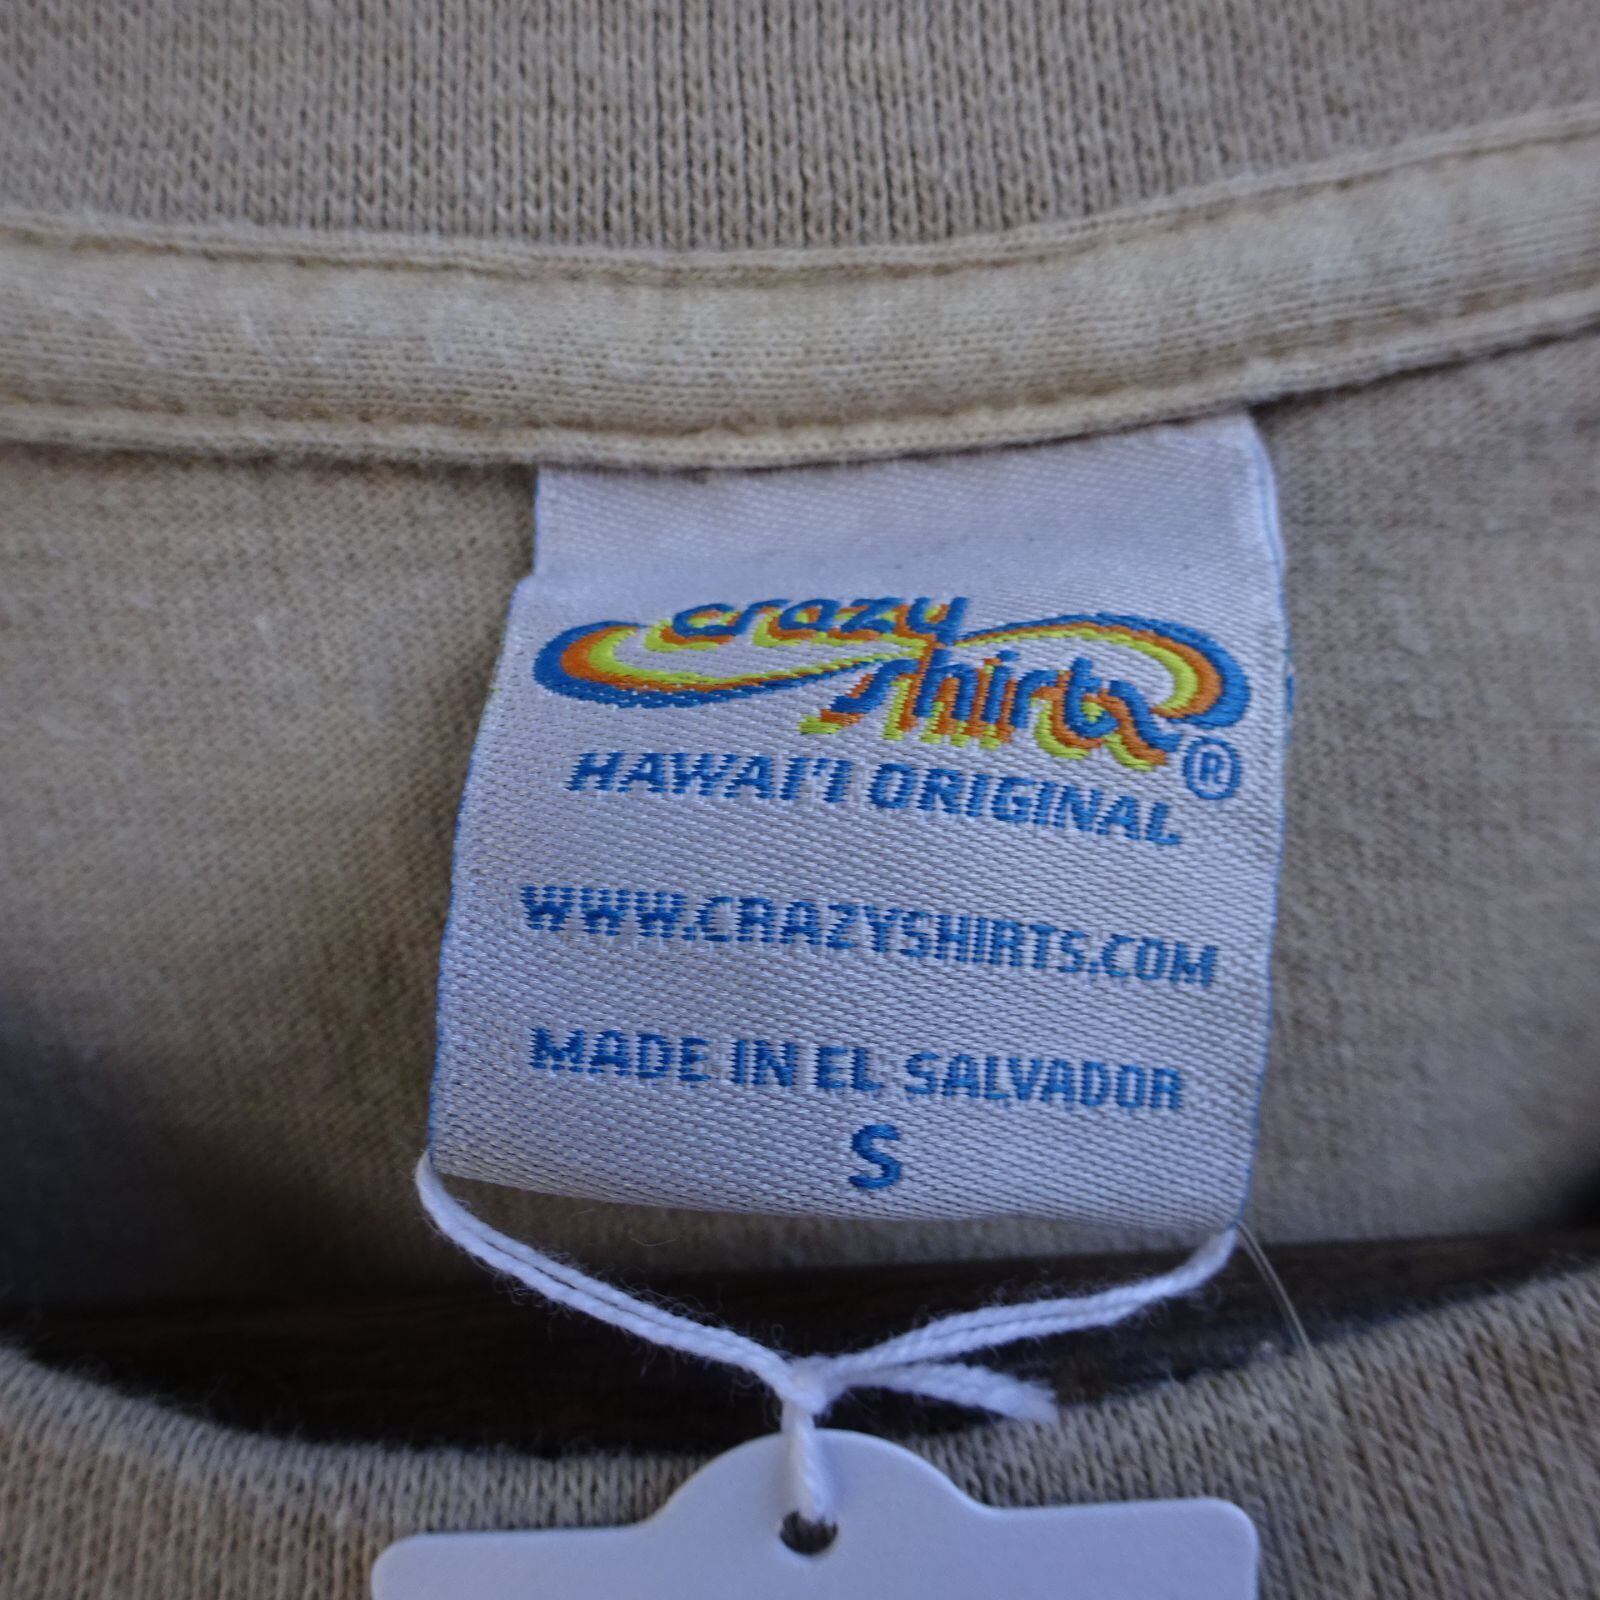 crazy
shirts®
HAWAI'I ORIGINAL
WWW.CRAZYSHIRTS.COM
MADE IN EL SALVADOR
S